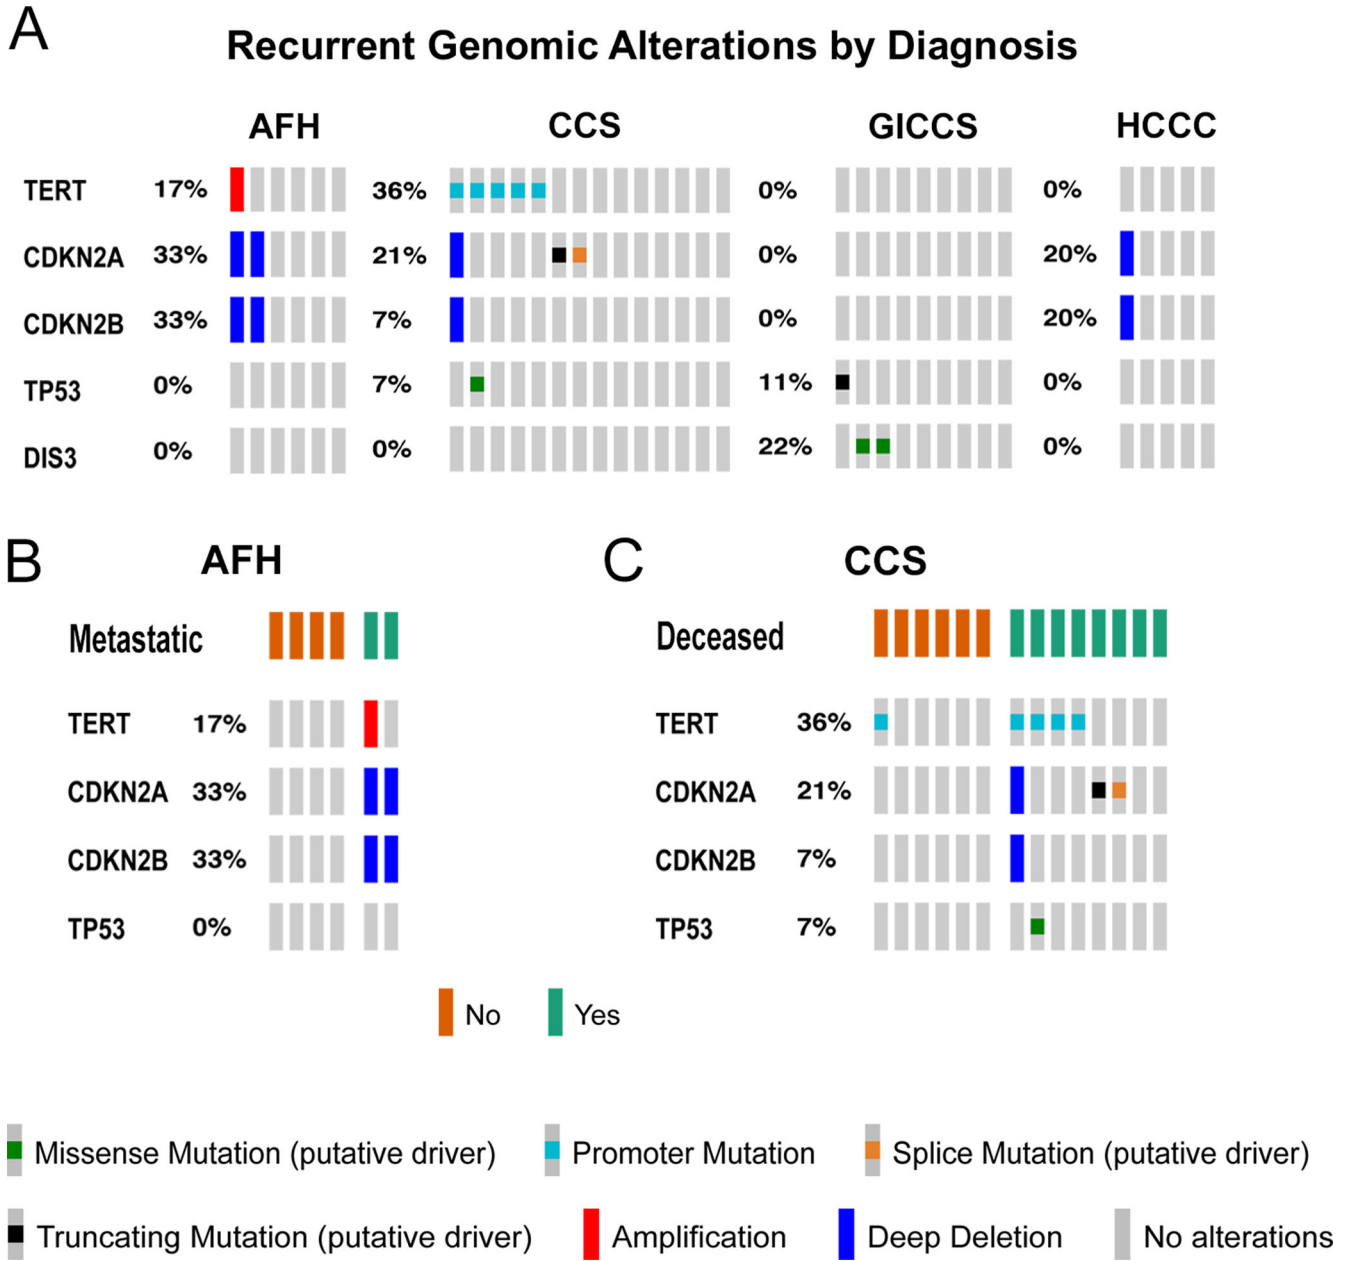 A
Recurrent Genomic Alterations by Diagnosis
AFH CCS GICCS HCCC
TERT 17% 36% 0% 0%
CDKN2A 33% 21% 0% 20%
CDKN2B 33% 7% 0% 20%
TP53 0% 7% 11% 0%
DIS3 0% 0% 22% 0%
B AFH
Metastatic
TERT 17%
CDKN2A 33%
CDKN2B 33%
TP53 0%
C CCS
Deceased
TERT 36%
CDKN2A 21%
CDKN2B 7%
TP53 7%
No Yes
Missense Mutation (putative driver) Promoter Mutation Splice Mutation (putative driver)
Truncating Mutation (putative driver) Amplification Deep Deletion No alterations